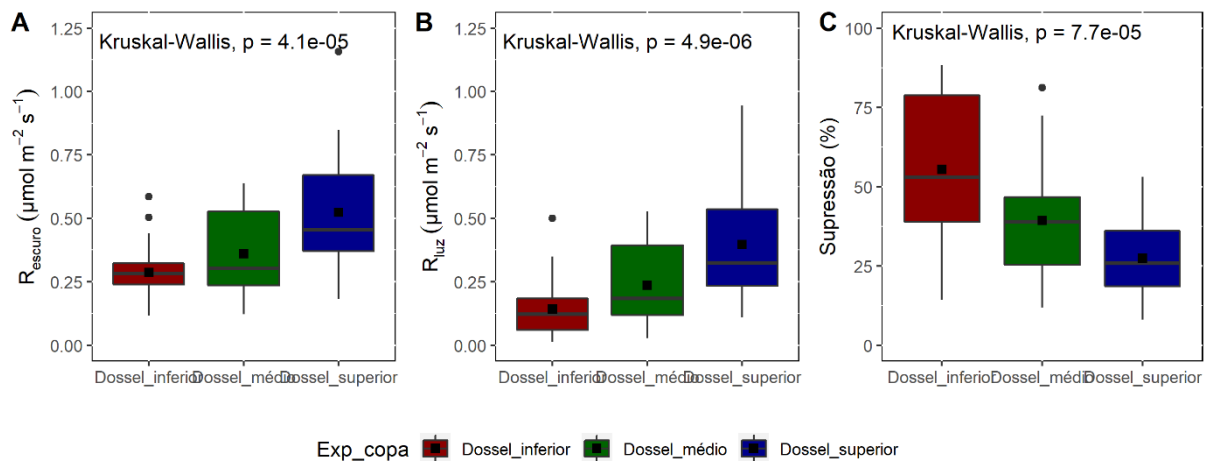 A
Kruskal-Wallis, p = 4.1e-05
R_escuro (μmol m⁻² s⁻¹)
1.25
1.00
0.75
0.50
0.25
0.00
Dossel_inferior Dossel_médio Dossel_superior
B
Kruskal-Wallis, p = 4.9e-06
R_luz (μmol m⁻² s⁻¹)
1.25
1.00
0.75
0.50
0.25
0.00
Dossel_inferior Dossel_médio Dossel_superior
C
Kruskal-Wallis, p = 7.7e-05
Supressão (%)
75
50
25
0
Dossel_inferior Dossel_médio Dossel_superior
Exp_copa Dossel_inferior Dossel_médio Dossel_superior